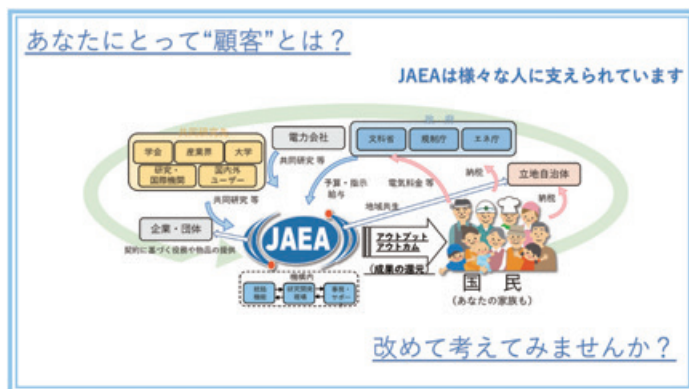 あなたにとって“顧客”とは？
JAEAは様々な人に支えられています
政 府
電力会社
文科省
規制庁
エネ庁
学会
産業界
大学
研究・
国際機関
国内外
ユーザー
共同研究 等
共同研究 等
予算・指示
給与
電気料金 等
納税
納税
立地自治体
地域共生
企業・団体
契約に基づく役務や物品の提供
JAEA
アウトプット
アウトカム
(成果の還元)
機構内
国 民
(あなたの家族も)
改めて考えてみませんか？